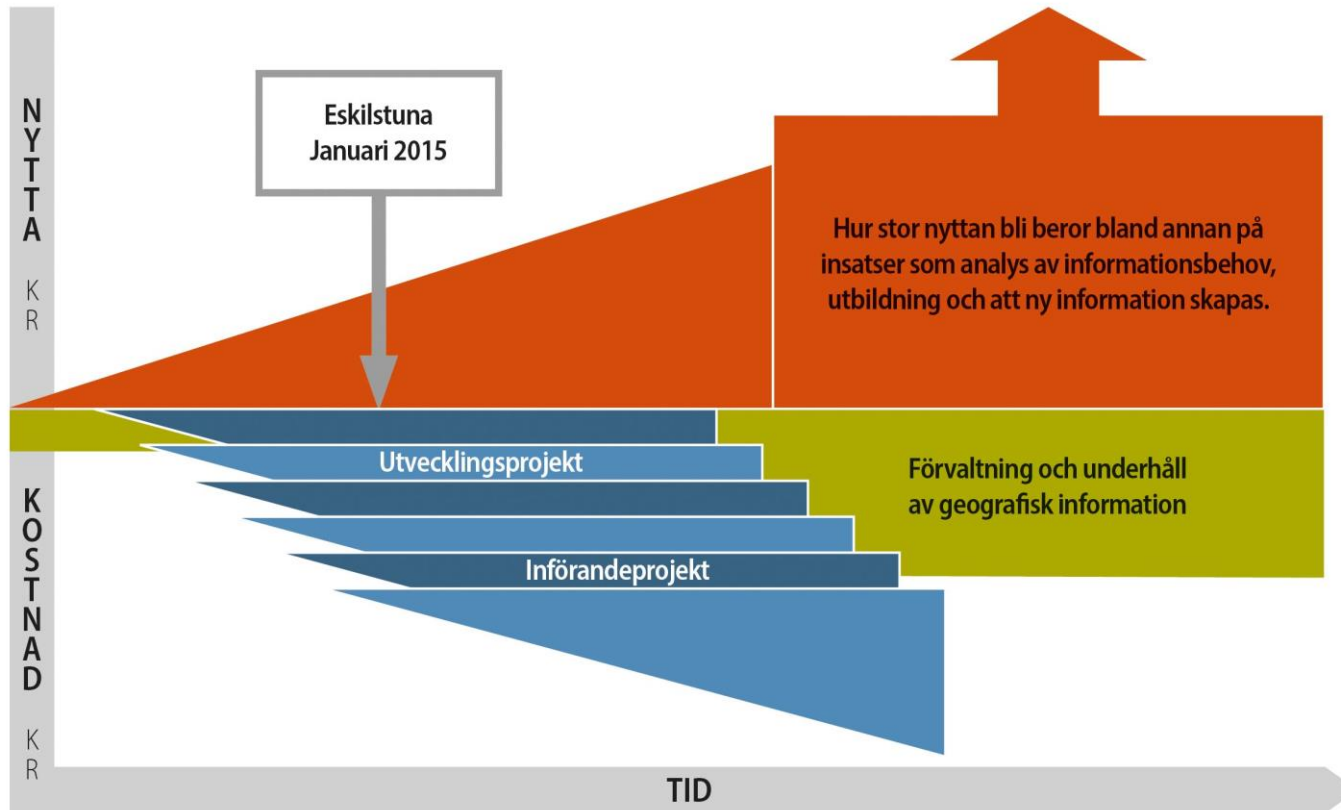 NYTTA KR
Eskilstuna
Januari 2015
Hur stor nyttan bli beror bland annan på
insatser som analys av informationsbehov,
utbildning och att ny information skapas.
KOSTNAD KR
Utvecklingsprojekt
Införandeprojekt
Förvaltning och underhåll
av geografisk information
TID